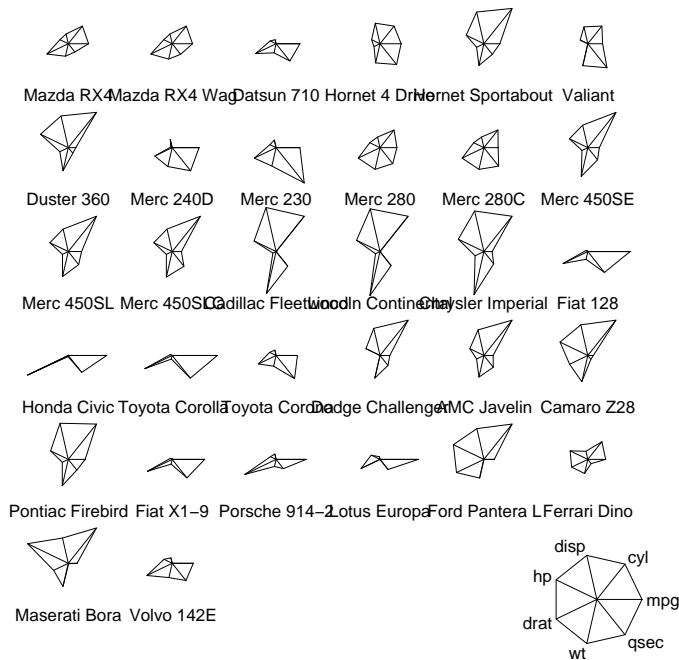 Mazda RX4 Mazda RX4 Wag Datsun 710 Hornet 4 Drive Hornet Sportabout Valiant
Duster 360 Merc 240D Merc 230 Merc 280 Merc 280C Merc 450SE
Merc 450SL Merc 450SLC Cadillac Fleetwood Lincoln Continental Chrysler Imperial Fiat 128
Honda Civic Toyota Corolla Toyota Corona Dodge Challenger AMC Javelin Camaro Z28
Pontiac Firebird Fiat X1−9 Porsche 914−2 Lotus Europa Ford Pantera L Ferrari Dino
Maserati Bora Volvo 142E
disp
cyl
hp
mpg
drat
qsec
wt